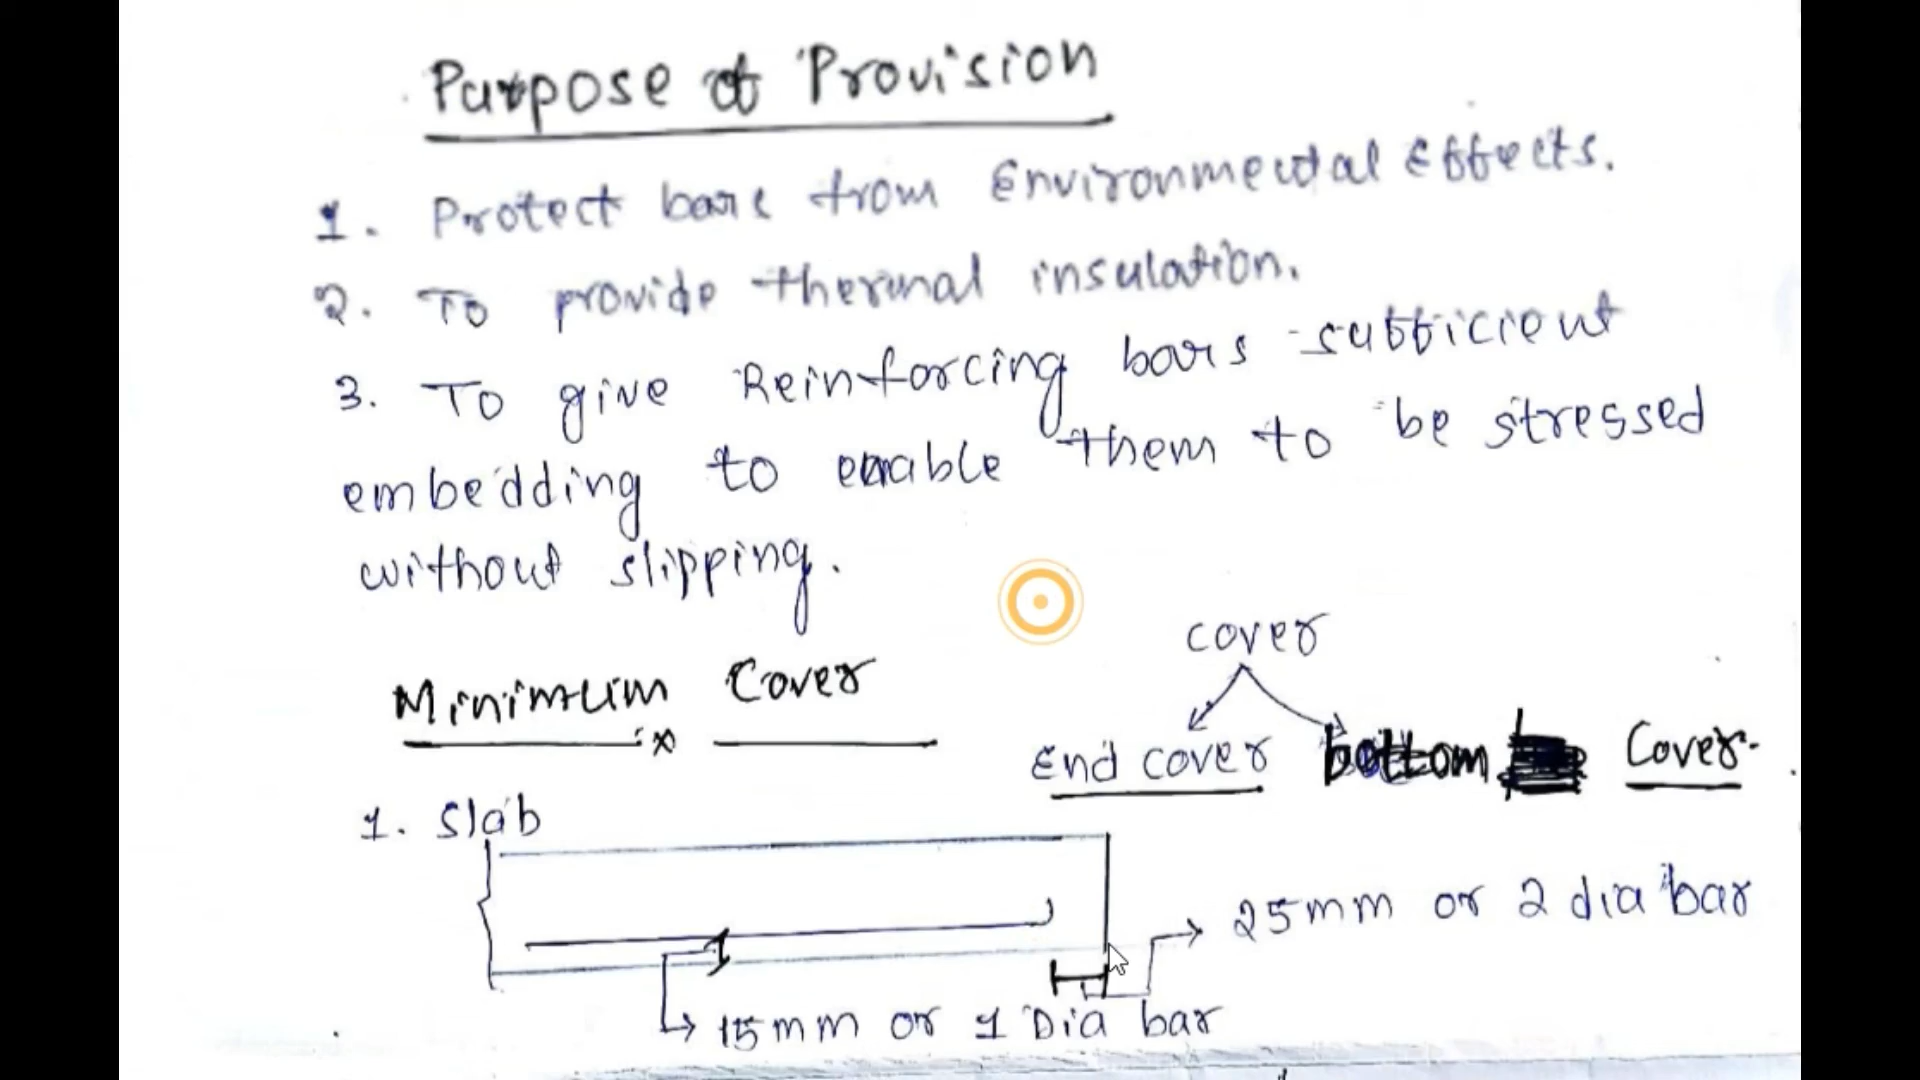 Purpose of Provision
1. Protect bars from Environmental Effects.
2. To provide thermal insulation.
3. To give Reinforcing bars sufficient
embedding to enable them to be stressed
without slipping.
Minimum Cover
cover
End cover bottom Cover.
1. Slab
25mm or 2 dia bar
15mm or 1 Dia bar